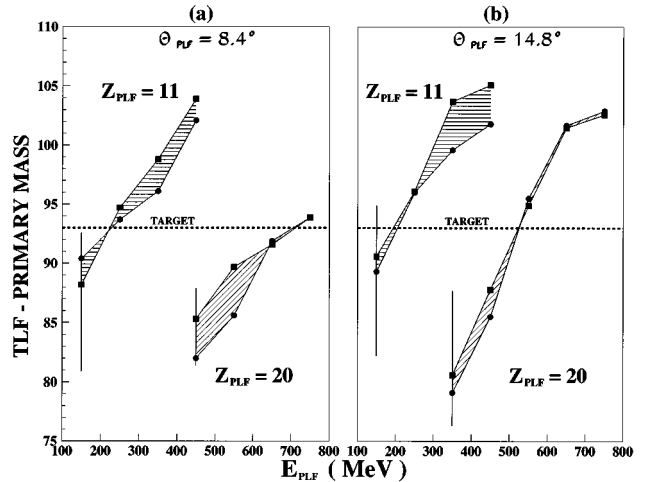 (a)
(b)
Θ PLF = 8.4°
Θ PLF = 14.8°
Z PLF = 11
Z PLF = 11
TARGET
TARGET
Z PLF = 20
Z PLF = 20
TLF - PRIMARY MASS
110
105
100
95
90
85
80
75
100 200 300 400 500 600 700 100 200 300 400 500 600 700 800
E PLF ( MeV )